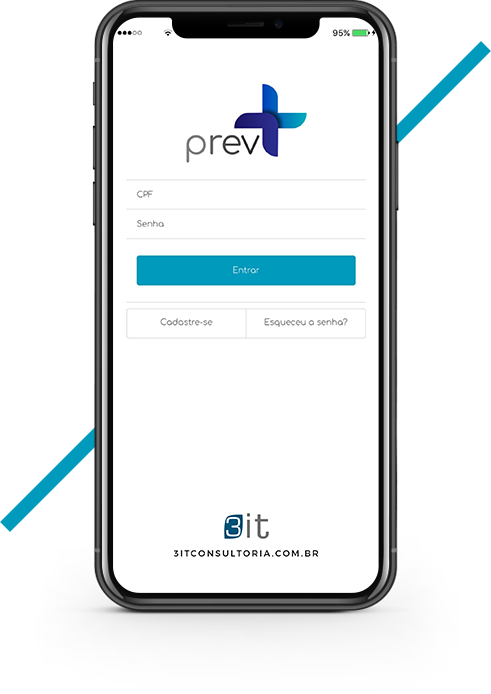 95%
prev
CPF
Senha
Entrar
Cadastre-se
Esqueceu a senha?
3it
3ITCONSULTORIA.COM.BR